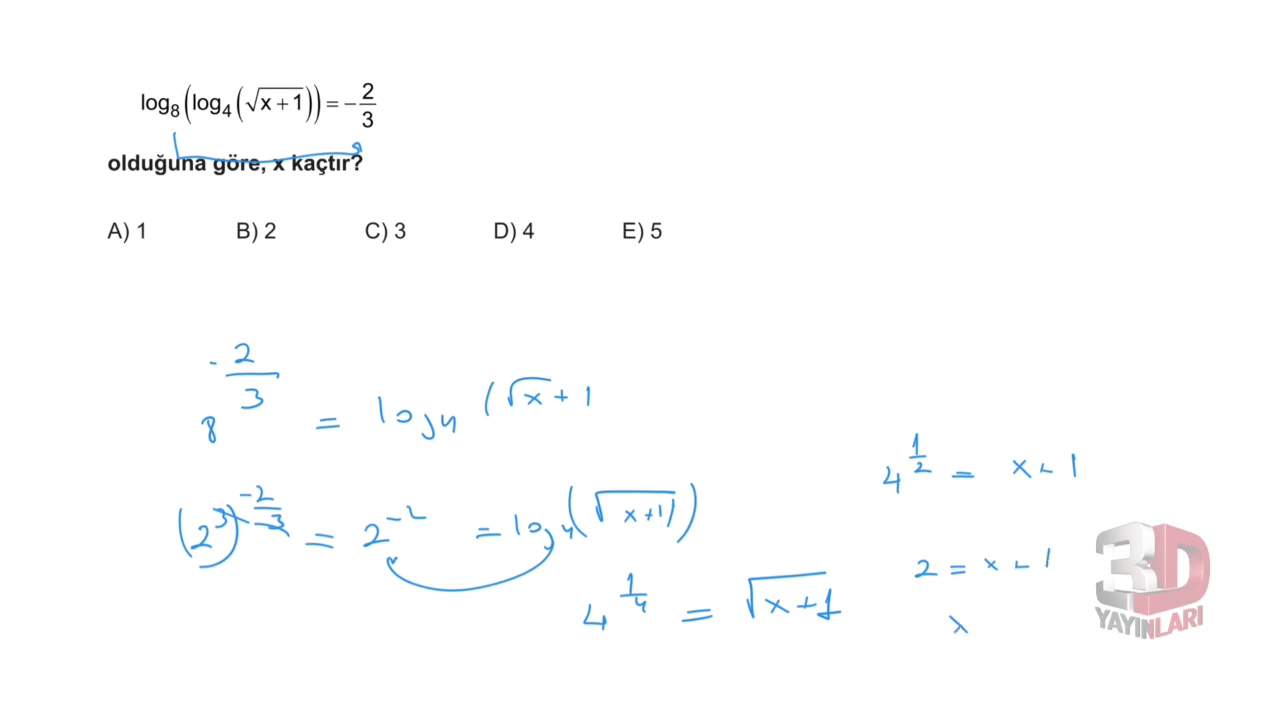 log₈(log₄(√(x+1))) = -2/3
olduğuna göre, x kaçtır?
A) 1 B) 2 C) 3 D) 4 E) 5
8^(-2/3) = log₄ (√x + 1
(2³)^(-2/3) = 2^(-2) = log₄(√(x+1))
4^(1/4) = √(x+1)
4^(1/2) = x + 1
2 = x + 1
x
3D
YAYINLARI